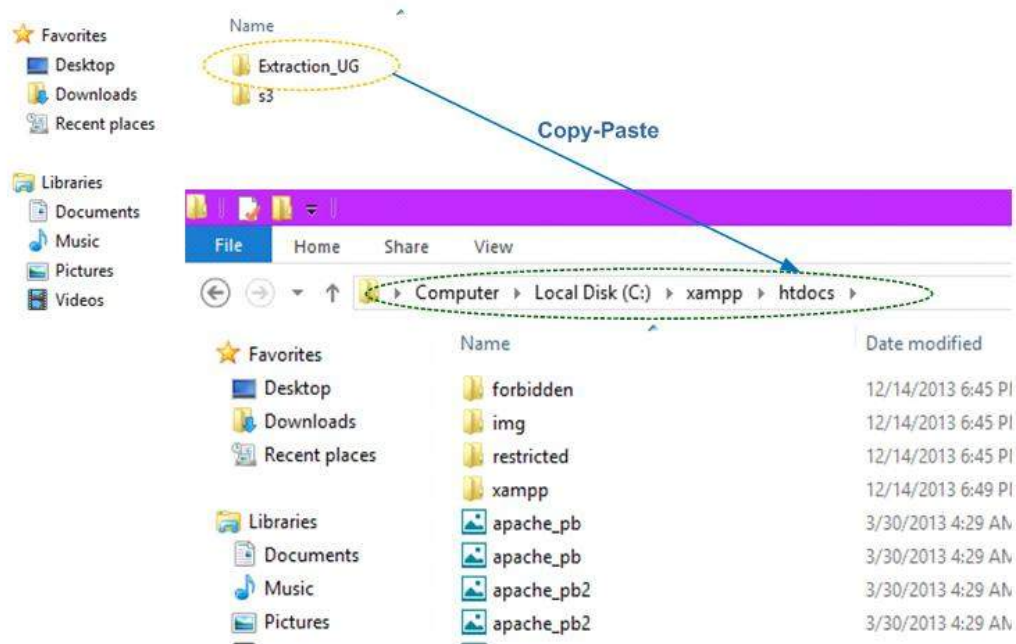 Name
Favorites
Desktop
Downloads
Recent places
Extraction_UG
s3
Copy-Paste
Libraries
Documents
Music
Pictures
Videos
File Home Share View
Computer Local Disk (C:) xampp htdocs
Favorites
Desktop
Downloads
Recent places
Libraries
Documents
Music
Pictures
Name Date modified
forbidden 12/14/2013 6:45 PI
img 12/14/2013 6:45 PI
restricted 12/14/2013 6:45 PI
xampp 12/14/2013 6:49 PI
apache_pb 3/30/2013 4:29 AM
apache_pb 3/30/2013 4:29 AM
apache_pb2 3/30/2013 4:29 AM
apache_pb2 3/30/2013 4:29 AM